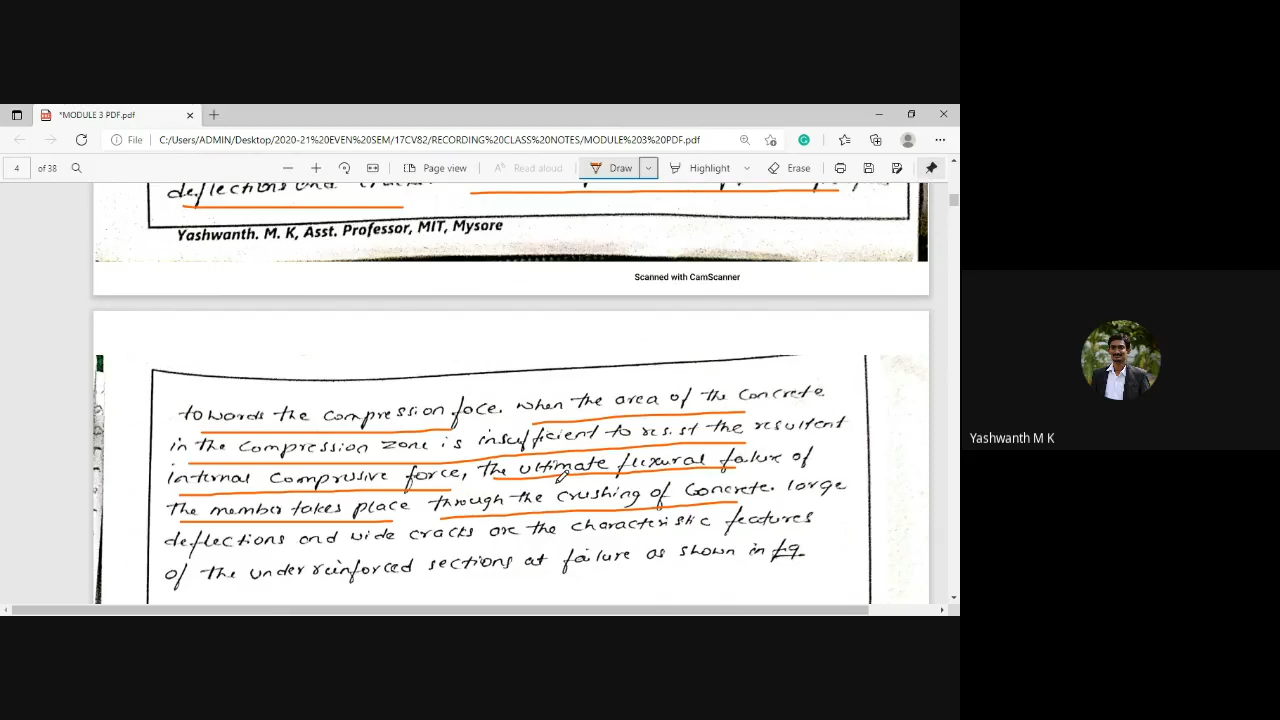 *MODULE 3 PDF.pdf
File
C:/Users/ADMIN/Desktop/2020-21%20EVEN%20SEM/17CV82/RECORDING%20CLASS%20NOTES/MODULE%203%20PDF.pdf
4 of 38
Page view
Read aloud
Draw
Highlight
Erase
deflections and
Yashwanth. M. K, Asst. Professor, MIT, Mysore
Scanned with CamScanner
towards the compression face. when the area of the concrete
in the compression zone is insufficient to resist the resultent
internal compressive force, the ultimate flexural failure of
the member takes place through the crushing of Concrete. large
deflections and wide cracks are the characteristic features
of the under reinforced sections at failure as shown in fig.
Yashwanth M K